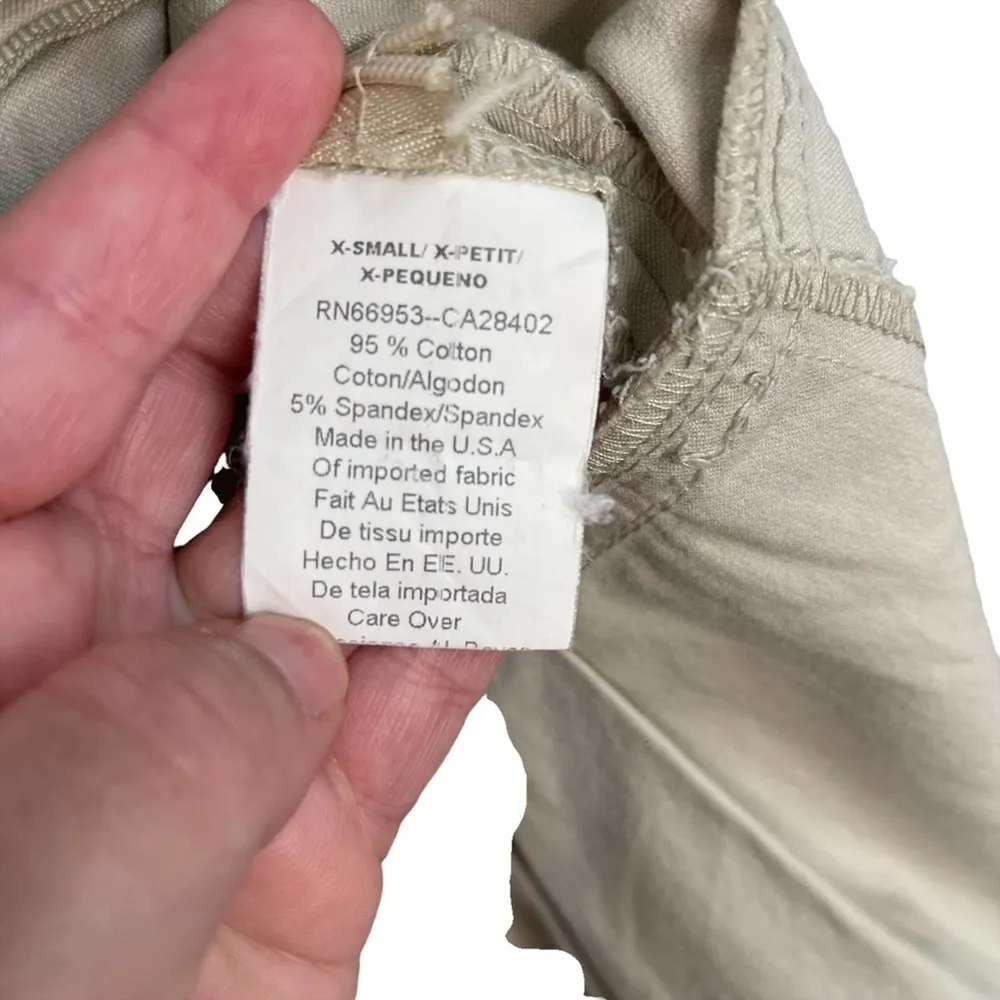 X-SMALL/ X-PETIT/
X-PEQUENO
RN66953--CA28402
95 % Cotton
Coton/Algodon
5% Spandex/Spandex
Made in the U.S.A
Of imported fabric
Fait Au Etats Unis
De tissu importe
Hecho En EE. UU.
De tela importada
Care Over